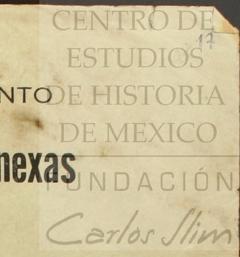 CENTRO DE
17
ESTUDIOS
NTO DE HISTORIA
DE MEXICO
nexas
FUNDACIÓN
Carlos Slim